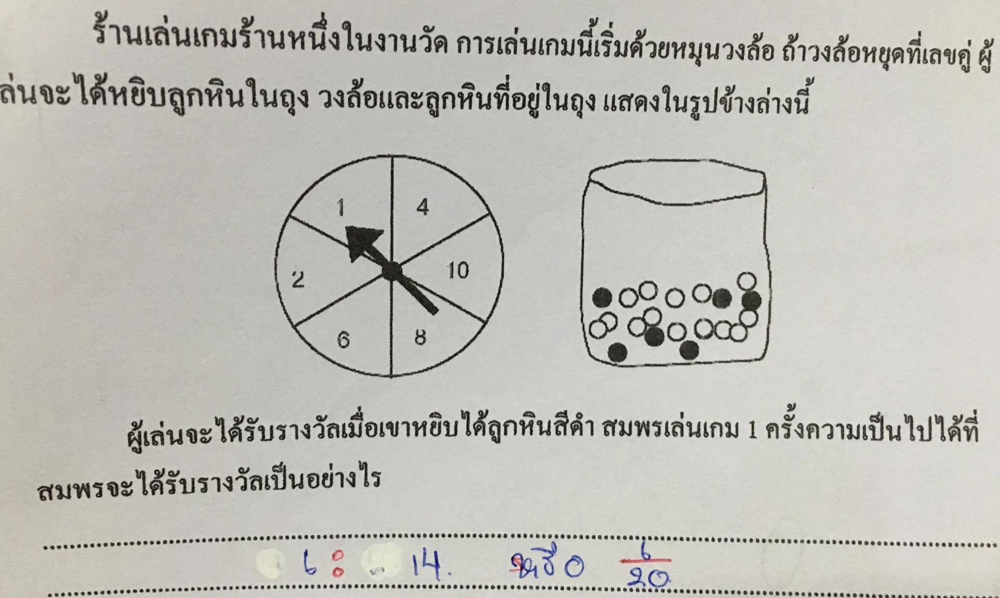 ร้านเล่นเกมร้านหนึ่งในงานวัด การเล่นเกมนี้เริ่มด้วยหมุนวงล้อ ถ้าวงล้อหยุดที่เลขคู่ ผู้
ล่นจะได้หยิบลูกหินในถุง วงล้อและลูกหินที่อยู่ในถุง แสดงในรูปข้างล่างนี้
1 4
2 10
6 8
ผู้เล่นจะได้รับรางวัลเมื่อเขาหยิบได้ลูกหินสีดำ สมพรเล่นเกม 1 ครั้งความเป็นไปได้ที่
สมพรจะได้รับรางวัลเป็นอย่างไร
6 : 14. หรือ 6/20